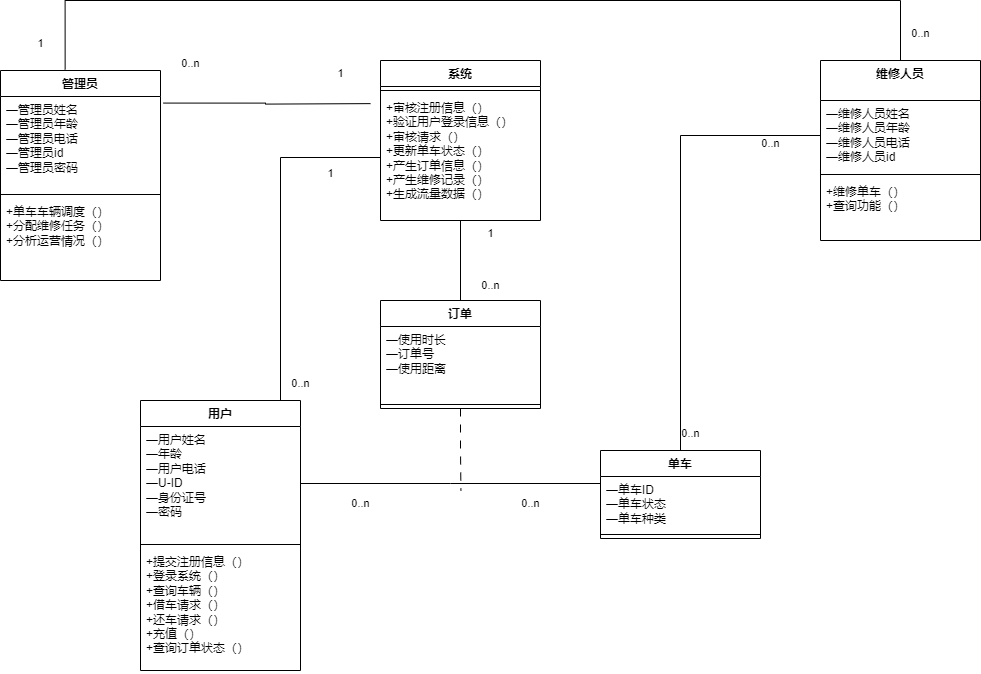 1
0..n
管理员
—管理员姓名
—管理员年龄
—管理员电话
—管理员id
—管理员密码
+单车车辆调度（）
+分配维修任务（）
+分析运营情况（）
0..n
1
系统
+审核注册信息（）
+验证用户登录信息（）
+审核请求（）
+更新单车状态（）
+产生订单信息（）
+产生维修记录（）
+生成流量数据（）
维修人员
—维修人员姓名
—维修人员年龄
—维修人员电话
—维修人员id
+维修单车（）
+查询功能（）
0..n
1
1
0..n
订单
—使用时长
—订单号
—使用距离
0..n
用户
—用户姓名
—年龄
—用户电话
—U-ID
—身份证号
—密码
+提交注册信息（）
+登录系统（）
+查询车辆（）
+借车请求（）
+还车请求（）
+充值（）
+查询订单状态（）
0..n
0..n
0..n
单车
—单车ID
—单车状态
—单车种类